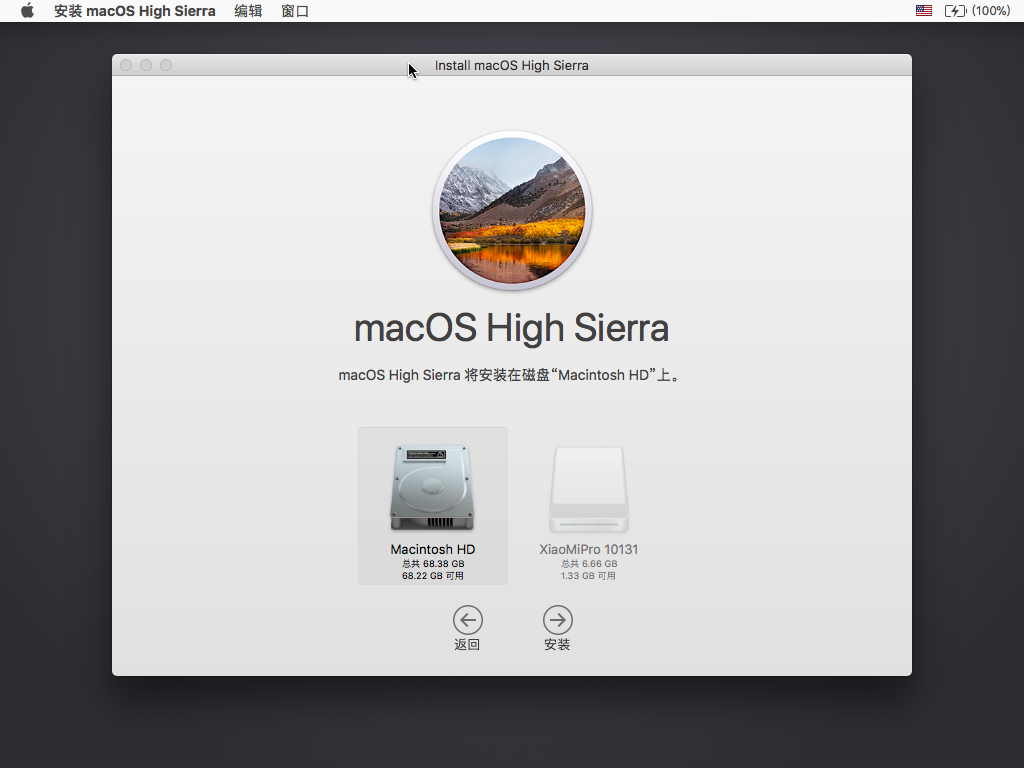 安装 macOS High Sierra 编辑 窗口 (100%)
Install macOS High Sierra
macOS High Sierra
macOS High Sierra 将安装在磁盘“Macintosh HD”上。
Macintosh HD
总共 68.38 GB
68.22 GB 可用
XiaoMiPro 10131
总共 6.66 GB
1.33 GB 可用
返回
安装